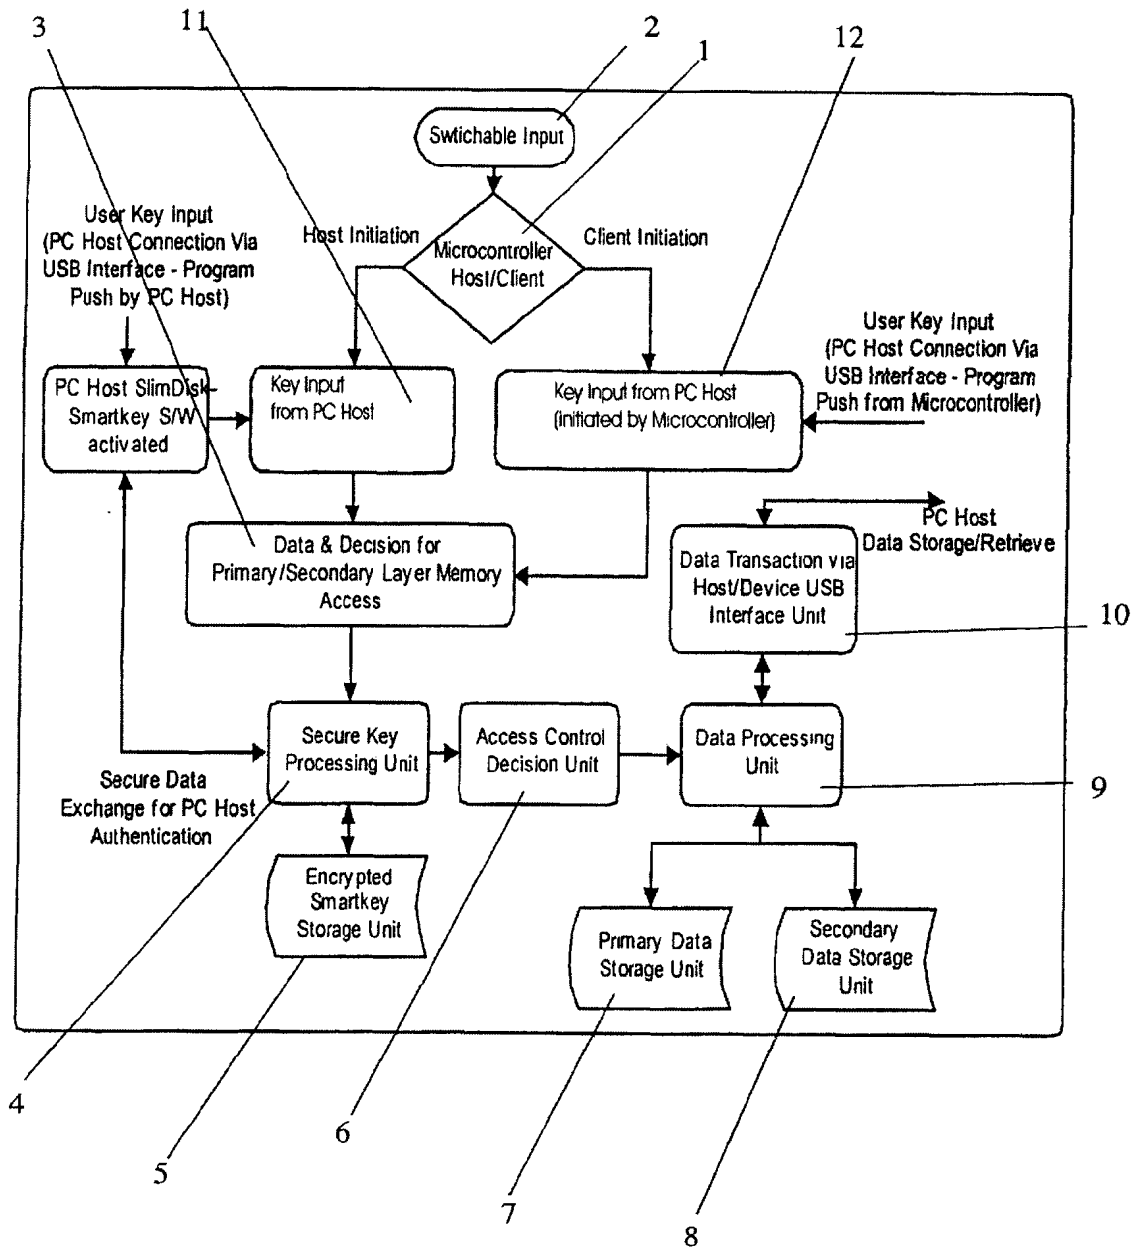 3
11
2
1
12
Swtichable Input
User Key Input
(PC Host Connection Via
USB Interface - Program
Push by PC Host)
Host Initiation
Microcontroller
Host/Client
Client Initiation
User Key Input
(PC Host Connection Via
USB Interface - Program
Push from Microcontroller)
PC Host SlimDisk-
Smartkey S/W
activated
Key Input
from PC Host
Key Input from PC Host
(initiated by Microcontroller)
PC Host
Data Storage/Retrieve
Data & Decision for
Primary/Secondary Layer Memory
Access
Data Transaction via
Host/Device USB
Interface Unit
10
Secure Key
Processing Unit
Access Control
Decision Unit
Data Processing
Unit
9
Secure Data
Exchange for PC Host
Authentication
Encrypted
Smartkey
Storage Unit
Primary Data
Storage Unit
Secondary
Data Storage
Unit
4
5
6
7
8